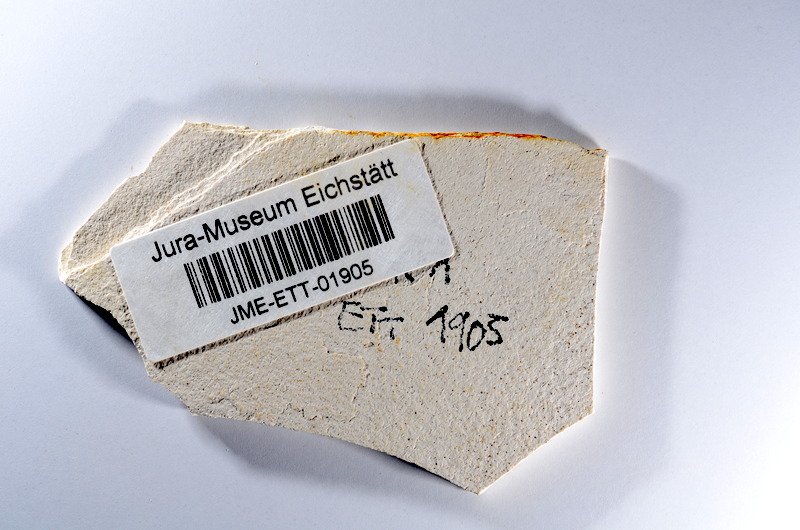 Jura-Museum Eichstätt
JME-ETT-01905
ETT 1905